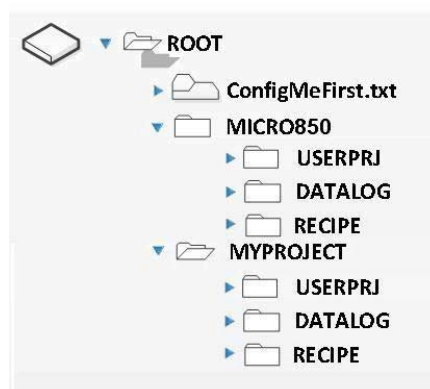 ROOT
ConfigMeFirst.txt
MICRO850
USERPRJ
DATALOG
RECIPE
MYPROJECT
USERPRJ
DATALOG
RECIPE